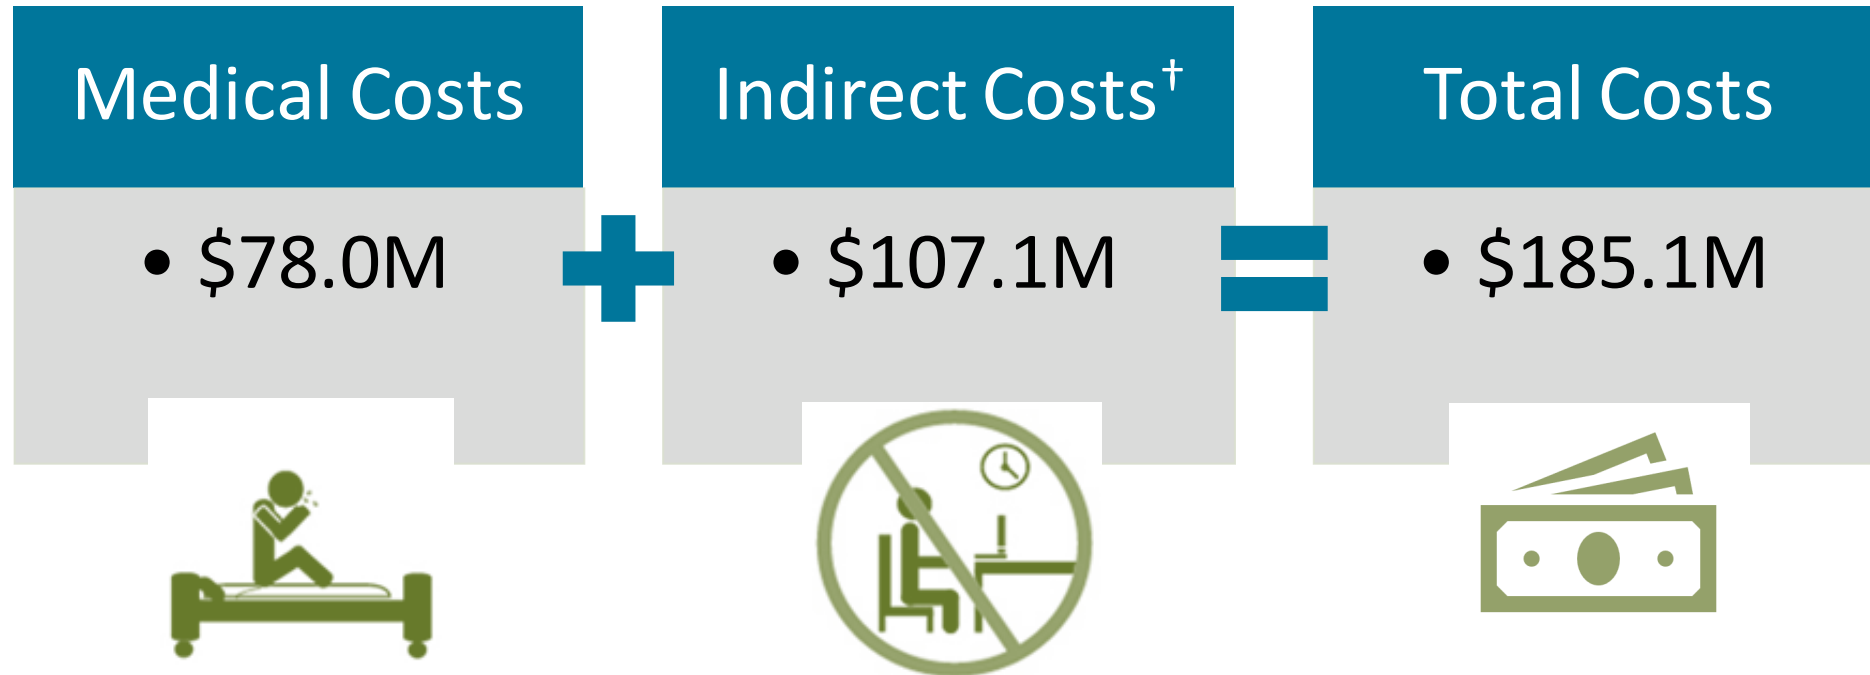 Medical Costs
• $78.0M
Indirect Costs†
• $107.1M
Total Costs
• $185.1M